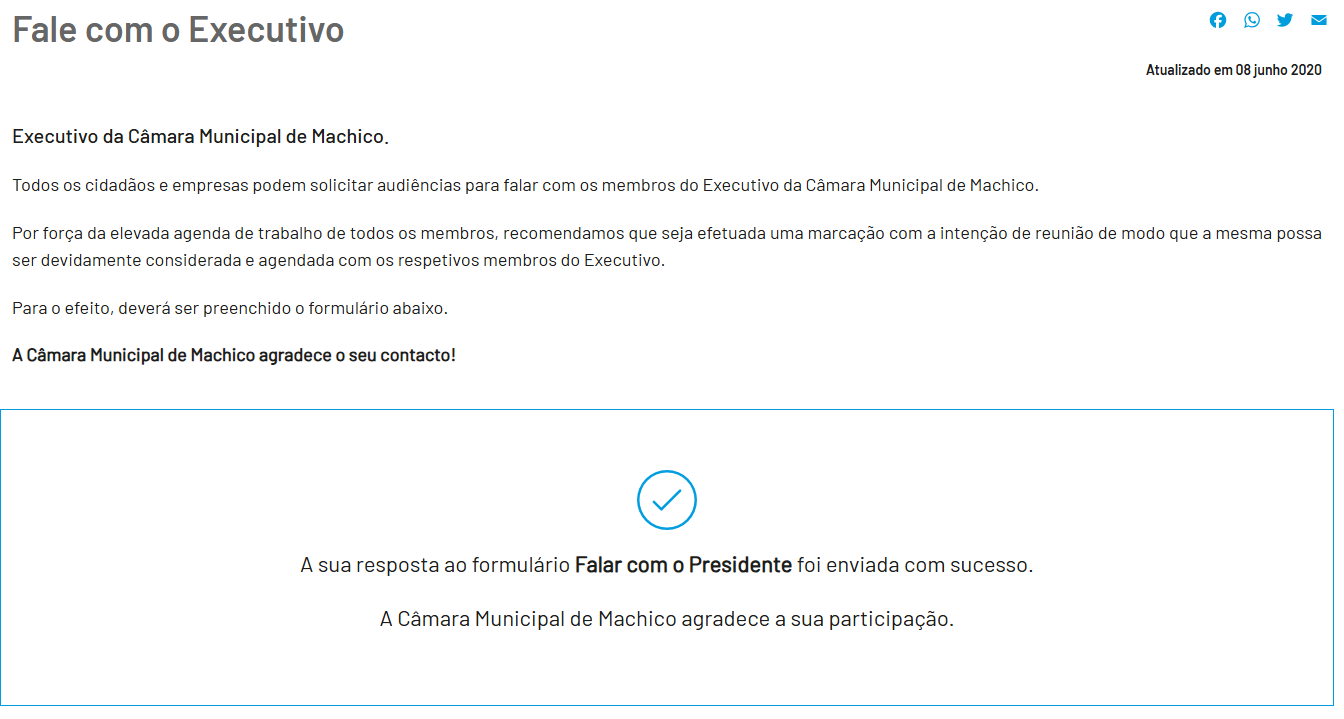 Fale com o Executivo
Atualizado em 08 junho 2020
Executivo da Câmara Municipal de Machico.
Todos os cidadãos e empresas podem solicitar audiências para falar com os membros do Executivo da Câmara Municipal de Machico.
Por força da elevada agenda de trabalho de todos os membros, recomendamos que seja efetuada uma marcação com a intenção de reunião de modo que a mesma possa
ser devidamente considerada e agendada com os respetivos membros do Executivo.
Para o efeito, deverá ser preenchido o formulário abaixo.
A Câmara Municipal de Machico agradece o seu contacto!
A sua resposta ao formulário Falar com o Presidente foi enviada com sucesso.
A Câmara Municipal de Machico agradece a sua participação.